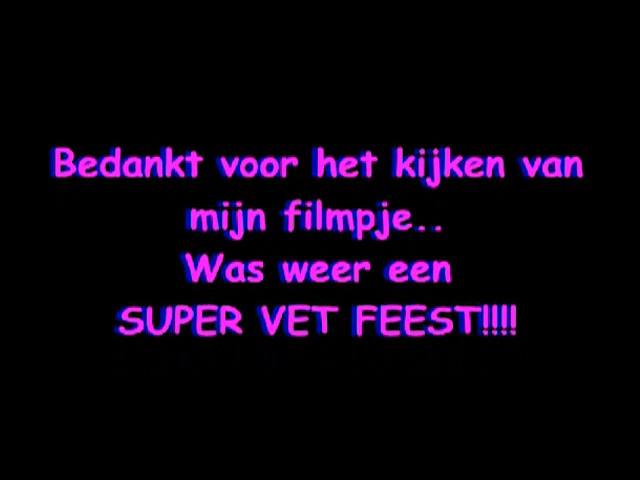 Bedankt voor het kijken van
mijn filmpje..
Was weer een
SUPER VET FEEST!!!!